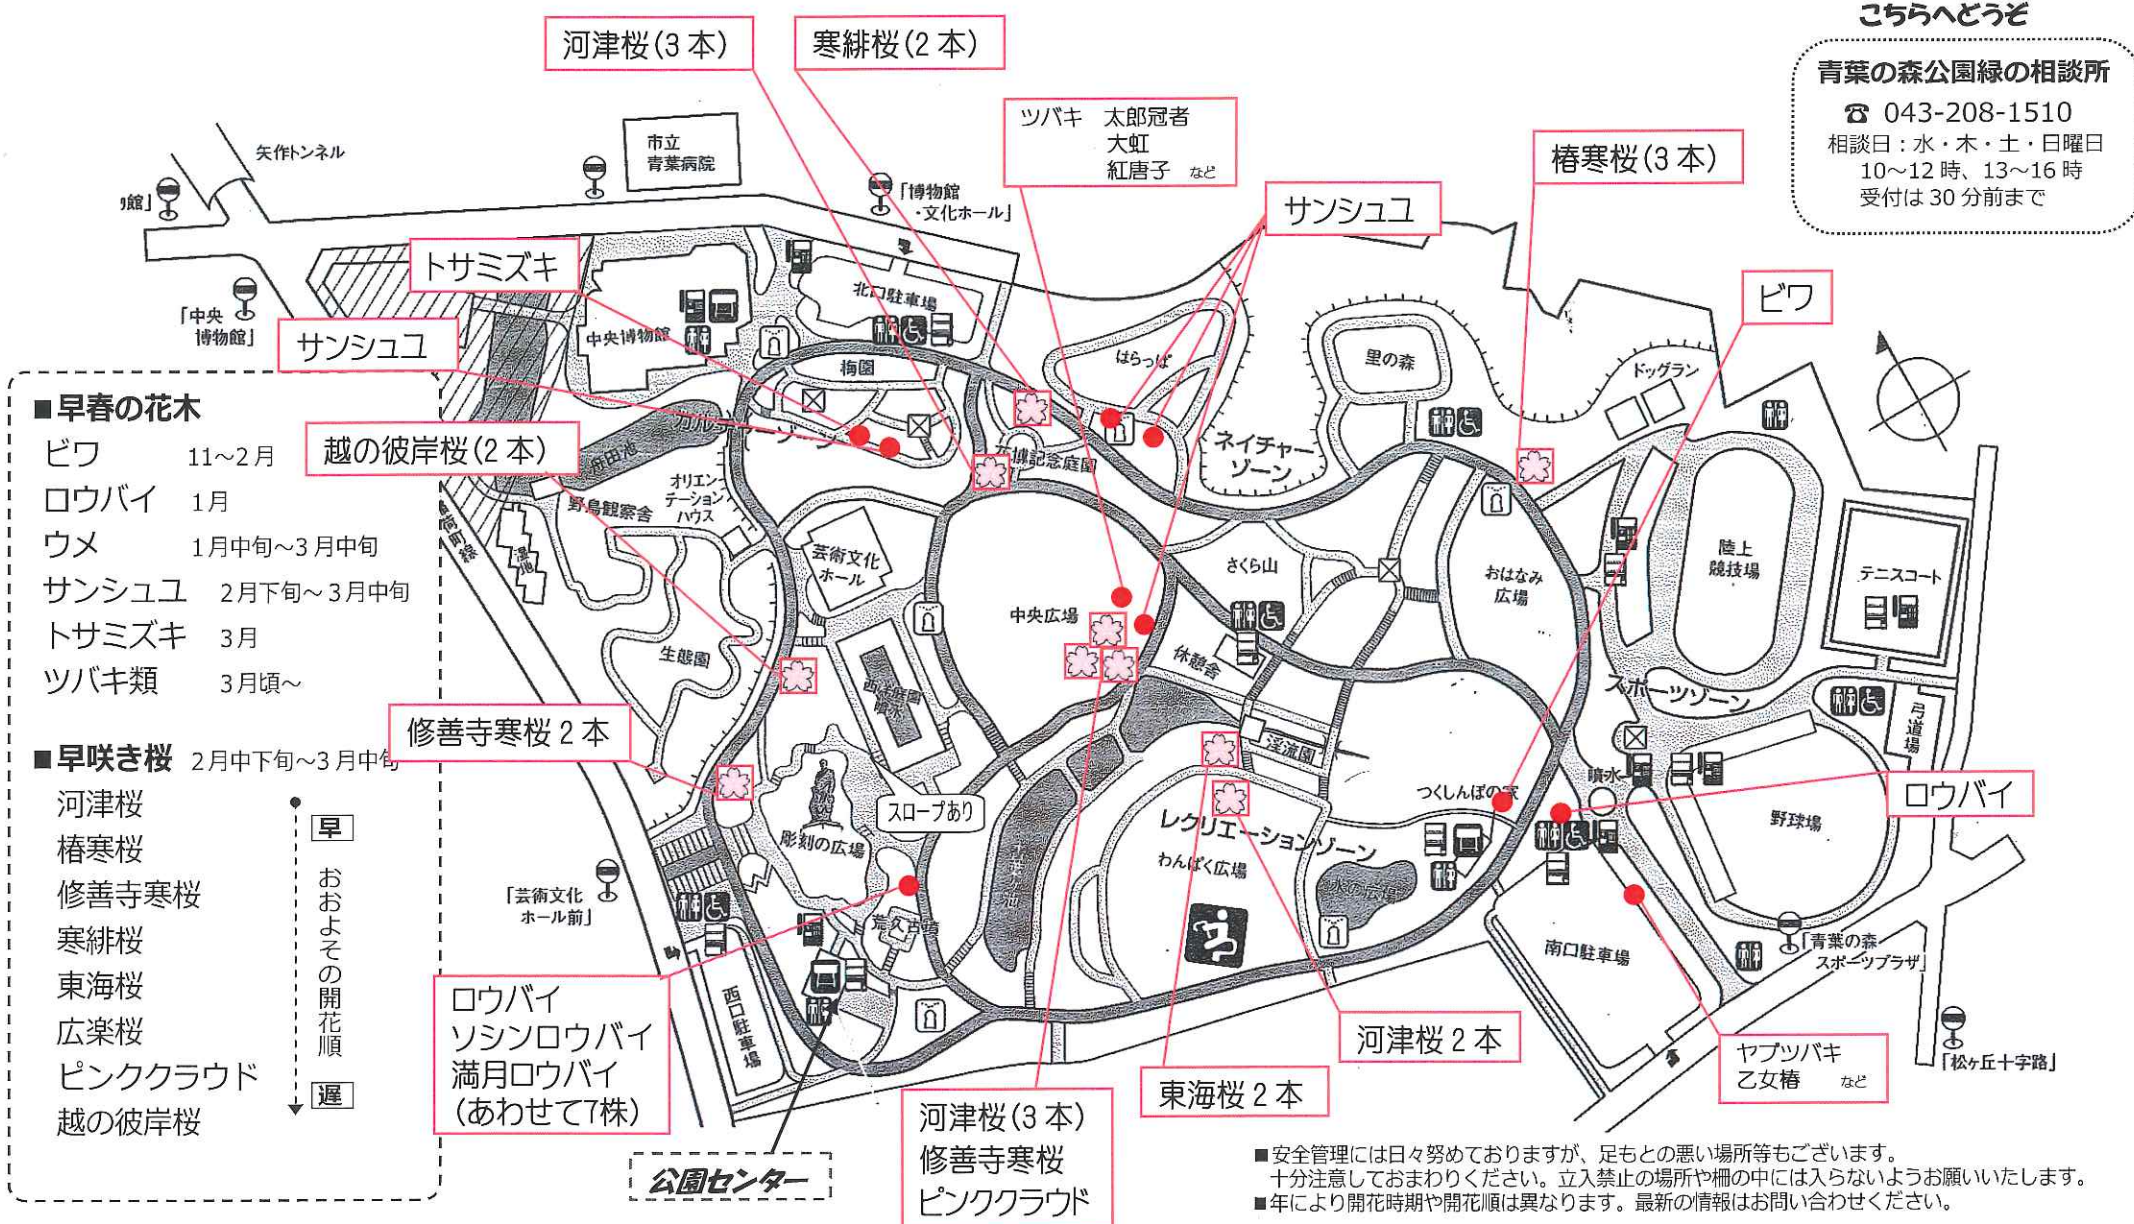 こちらへどうぞ
青葉の森公園緑の相談所
☎ 043-208-1510
相談日：水・木・土・日曜日
10～12 時、13～16 時
受付は 30 分前まで
河津桜(3 本)
寒緋桜(2 本)
ツバキ 太郎冠者
大虹
紅唐子 など
椿寒桜(3 本)
サンシュユ
ビワ
トサミズキ
サンシュユ
越の彼岸桜(2 本)
修善寺寒桜 2 本
ロウバイ
ロウバイ
ソシンロウバイ
満月ロウバイ
(あわせて7株)
河津桜(3 本)
修善寺寒桜
ピンククラウド
東海桜 2 本
河津桜 2 本
ヤブツバキ
乙女椿 など
公園センター
矢作トンネル
市立
青葉病院
「博物館
・文化ホール」
「中央
博物館」
中央博物館
北口駐車場
梅園
はらっぱ
里の森
ドッグラン
ネイチャー
ゾーン
記念庭園
舟田池
野鳥観察舎
オリエン
テーション
ハウス
湿地
生態園
芸術文化
ホール
中央広場
さくら山
おはなみ
広場
休憩舎
陸上
競技場
テニスコート
スポーツゾーン
弓道場
噴水
野球場
つくしんぼの家
レクリエーションゾーン
わんぱく広場
水の広場
スロープあり
彫刻の広場
荒久古墳
「芸術文化
ホール前」
西口駐車場
南口駐車場
「青葉の森
スポーツプラザ」
「松ヶ丘十字路」
■早春の花木
ビワ 11～2 月
ロウバイ 1 月
ウメ 1 月中旬～3 月中旬
サンシュユ 2 月下旬～ 3 月中旬
トサミズキ 3 月
ツバキ類 3 月頃～
■早咲き桜 2 月中下旬～3 月中旬
河津桜
椿寒桜
修善寺寒桜
寒緋桜
東海桜
広楽桜
ピンククラウド
越の彼岸桜
早
おおよその開花順
遅
■安全管理には日々努めておりますが、足もとの悪い場所等もございます。
十分注意しておまわりください。立入禁止の場所や柵の中には入らないようお願いいたします。
■年により開花時期や開花順は異なります。最新の情報はお問い合わせください。